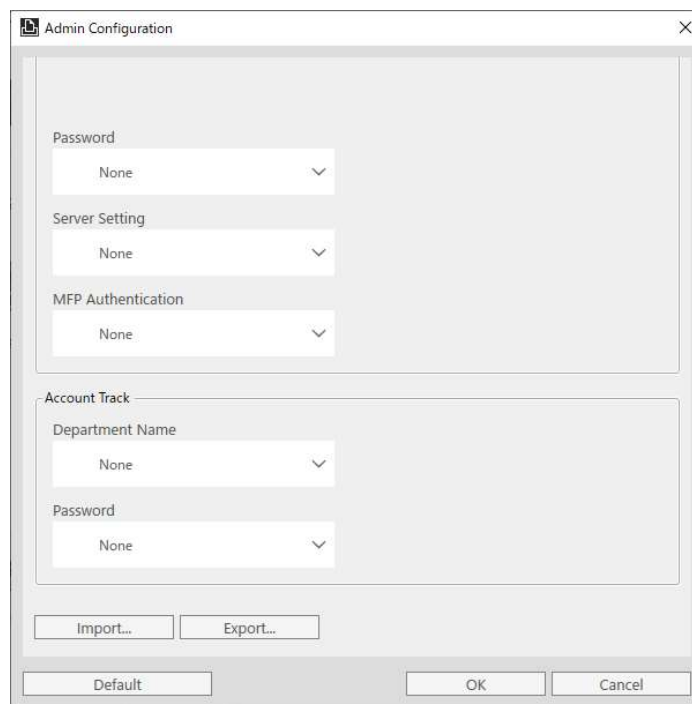 Admin Configuration
Password
None
Server Setting
None
MFP Authentication
None
Account Track
Department Name
None
Password
None
Import... Export...
Default OK Cancel